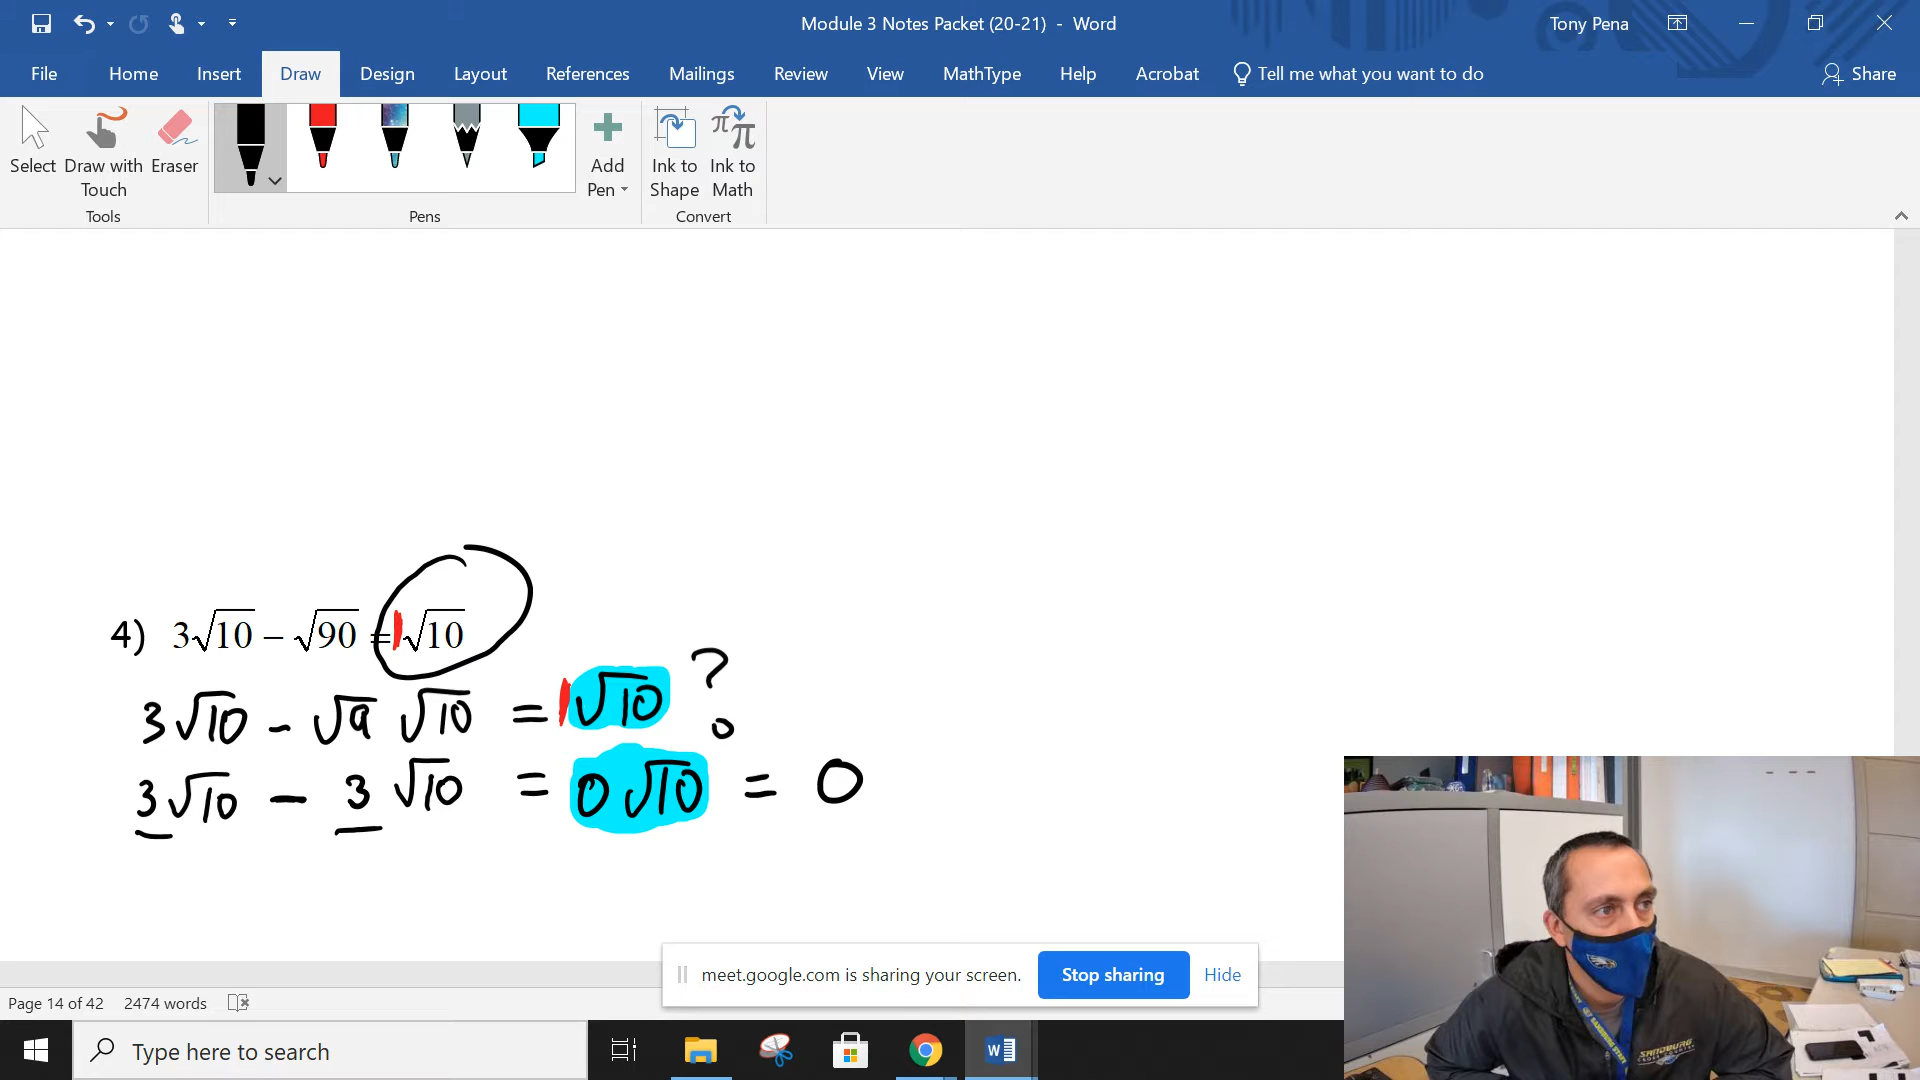 Module 3 Notes Packet (20-21) - Word
Tony Pena
File Home Insert Draw Design Layout References Mailings Review View MathType Help Acrobat Tell me what you want to do Share
Select
Draw with Touch
Eraser
Add Pen
Ink to Shape
Ink to Math
Tools
Pens
Convert
4) 3√10 − √90 = 1√10
3√10 - √9 √10 = 1√10 ?
3√10 - 3√10 = 0√10 = 0
meet.google.com is sharing your screen. Stop sharing Hide
SANDBURG
Page 14 of 42 2474 words
Type here to search